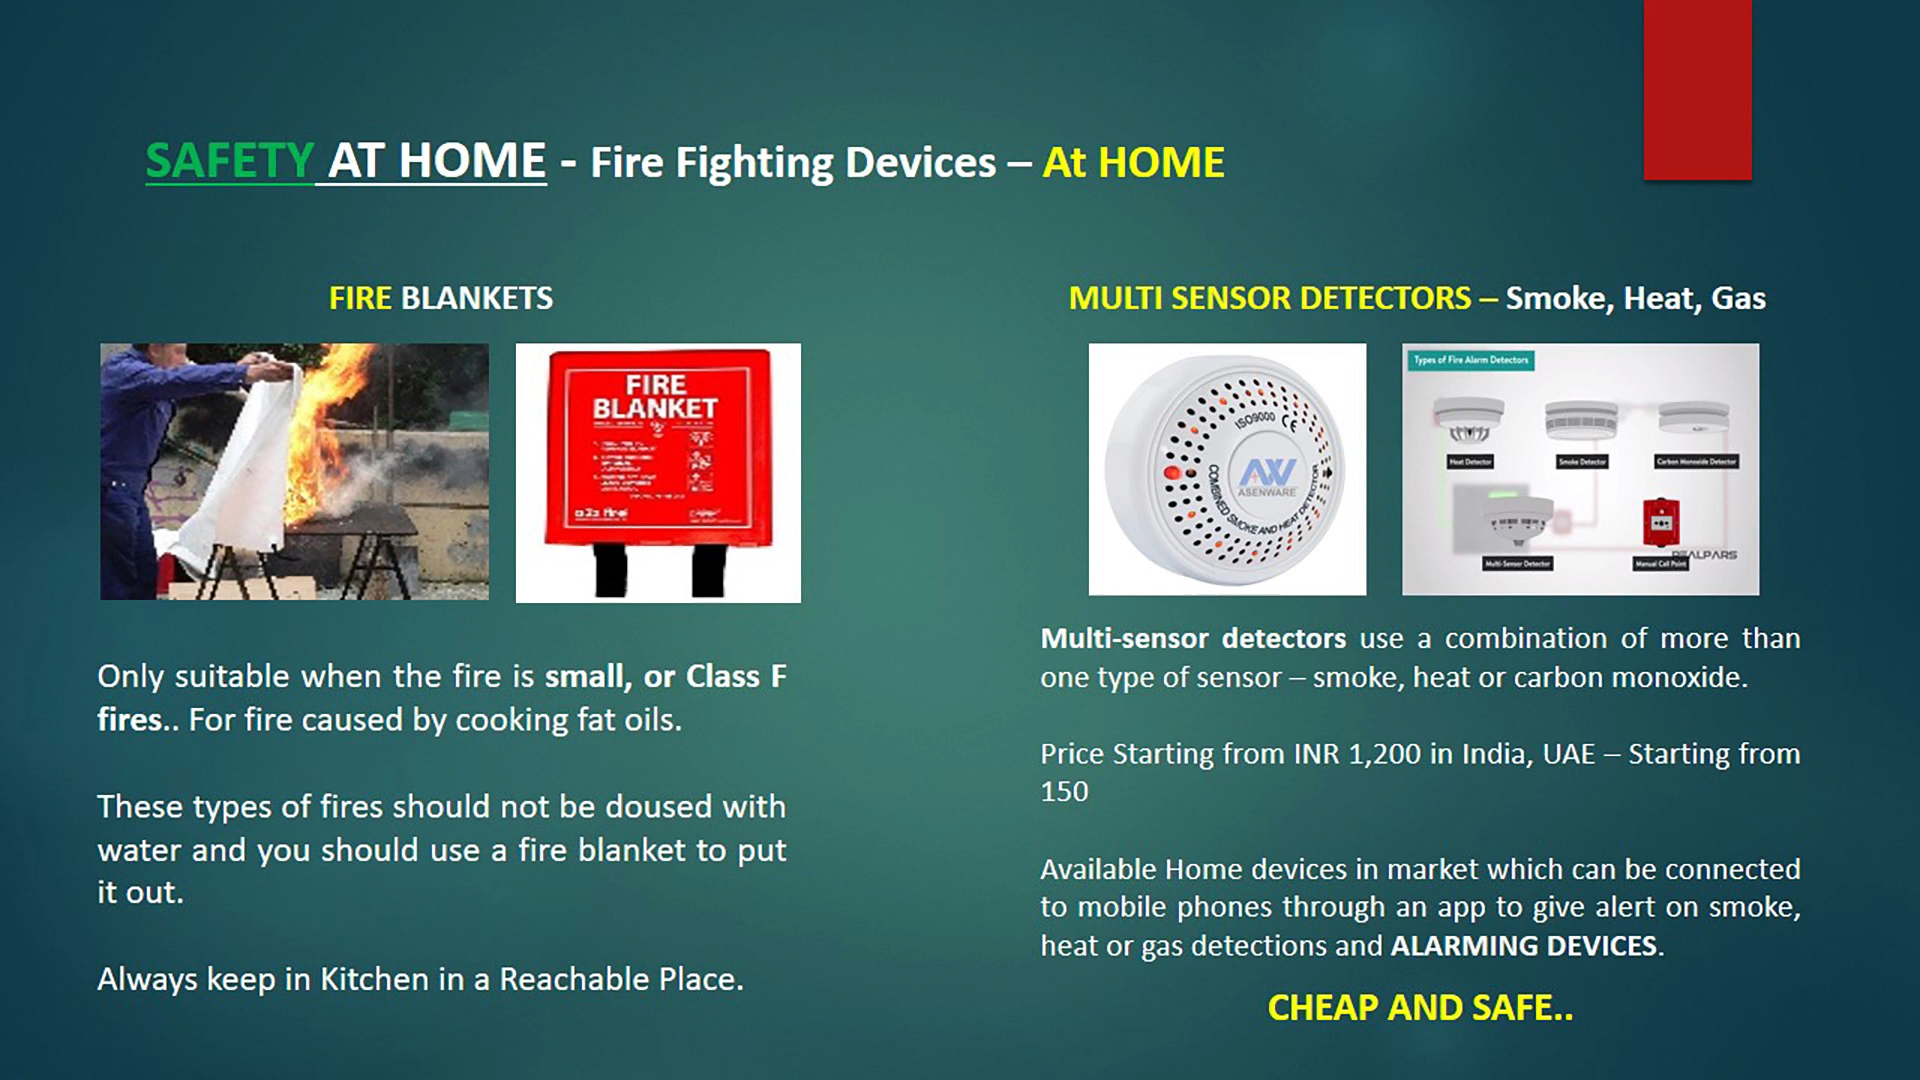 SAFETY AT HOME - Fire Fighting Devices – At HOME
FIRE BLANKETS
FIRE
BLANKET
Only suitable when the fire is small, or Class F
fires.. For fire caused by cooking fat oils.
These types of fires should not be doused with
water and you should use a fire blanket to put
it out.
Always keep in Kitchen in a Reachable Place.
MULTI SENSOR DETECTORS – Smoke, Heat, Gas
ISO9000 CE
AW
ASENWARE
COMBINED SMOKE AND HEAT DETECTOR
Types of Fire Alarm Detectors
Heat Detector
Smoke Detector
Carbon Monoxide Detector
Multi-Sensor Detector
Manual Call Point
REALPARS
Multi-sensor detectors use a combination of more than
one type of sensor – smoke, heat or carbon monoxide.
Price Starting from INR 1,200 in India, UAE – Starting from
150
Available Home devices in market which can be connected
to mobile phones through an app to give alert on smoke,
heat or gas detections and ALARMING DEVICES.
CHEAP AND SAFE..